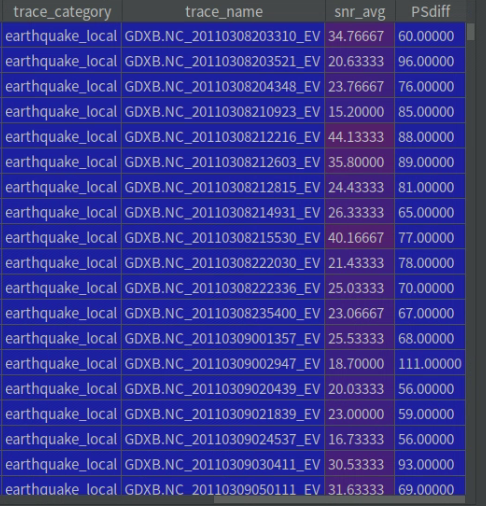 trace_category trace_name snr_avg PSdiff
earthquake_local GDXB.NC_20110308203310_EV 34.76667 60.00000
earthquake_local GDXB.NC_20110308203521_EV 20.63333 96.00000
earthquake_local GDXB.NC_20110308204348_EV 23.76667 76.00000
earthquake_local GDXB.NC_20110308210923_EV 15.20000 85.00000
earthquake_local GDXB.NC_20110308212216_EV 44.13333 88.00000
earthquake_local GDXB.NC_20110308212603_EV 35.80000 89.00000
earthquake_local GDXB.NC_20110308212815_EV 24.43333 81.00000
earthquake_local GDXB.NC_20110308214931_EV 26.33333 65.00000
earthquake_local GDXB.NC_20110308215530_EV 40.16667 77.00000
earthquake_local GDXB.NC_20110308222030_EV 21.43333 78.00000
earthquake_local GDXB.NC_20110308222336_EV 25.03333 70.00000
earthquake_local GDXB.NC_20110308235400_EV 23.06667 67.00000
earthquake_local GDXB.NC_20110309001357_EV 25.53333 68.00000
earthquake_local GDXB.NC_20110309002947_EV 18.70000 111.00000
earthquake_local GDXB.NC_20110309020439_EV 20.03333 56.00000
earthquake_local GDXB.NC_20110309021839_EV 23.00000 59.00000
earthquake_local GDXB.NC_20110309024537_EV 16.73333 56.00000
earthquake_local GDXB.NC_20110309030411_EV 30.53333 93.00000
earthquake_local GDXB.NC_20110309050111_EV 31.63333 69.00000